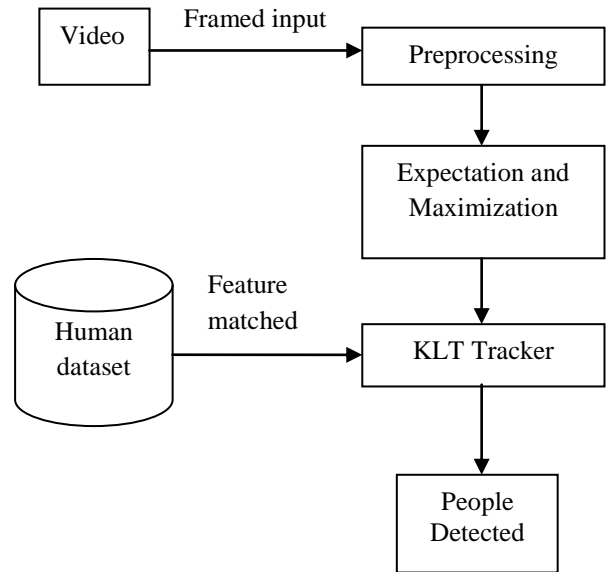 Video
Framed input
Preprocessing
Expectation and
Maximization
Human
dataset
Feature
matched
KLT Tracker
People
Detected